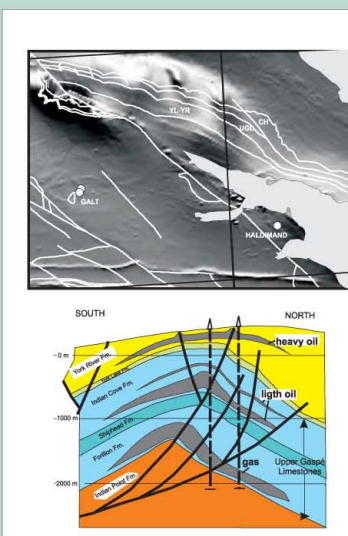 YL-YR
CH
UGL
GALT
HALDIMAND
SOUTH
NORTH
York River Fm.
heavy oil
0 m
Indian Cove Fm.
ligth oil
-1000 m
Shiphead Fm.
Forillon Fm.
gas
Upper Gaspé
Limestones
-2000 m
Indian Point Fm.